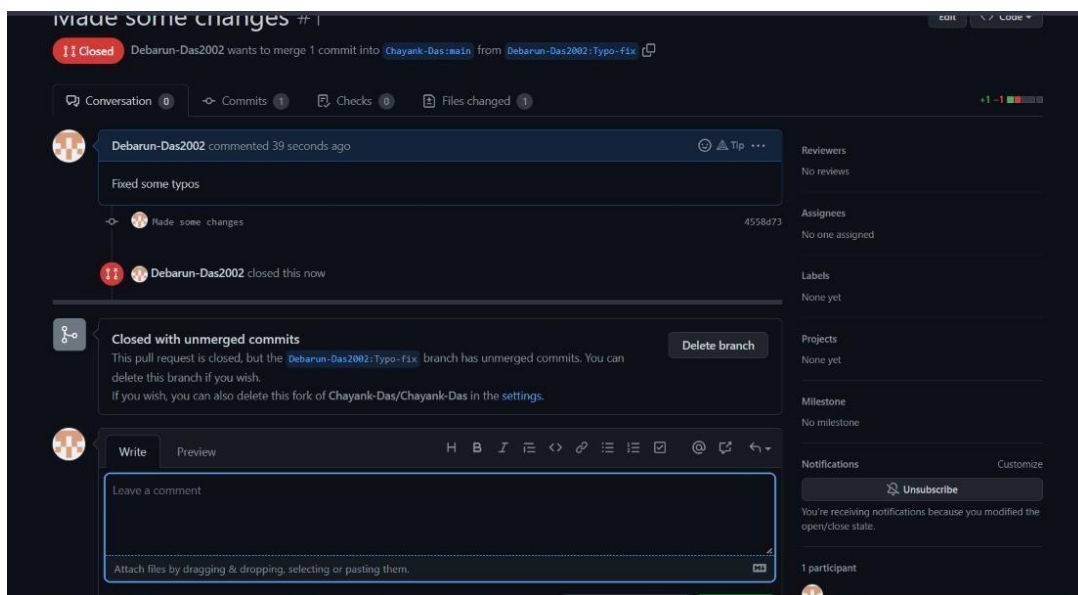 Made some changes #1
Edit <> Code
Closed Debarun-Das2002 wants to merge 1 commit into Chayank-Das:main from Debarun-Das2002:Typo-fix
Conversation 0 Commits 1 Checks 0 Files changed 1
+1 −1
Debarun-Das2002 commented 39 seconds ago
Tip ...
Fixed some typos
Made some changes
4558d73
Debarun-Das2002 closed this now
Closed with unmerged commits
This pull request is closed, but the Debarun-Das2002:Typo-fix branch has unmerged commits. You can
delete this branch if you wish.
If you wish, you can also delete this fork of Chayank-Das/Chayank-Das in the settings.
Delete branch
Write Preview
H B I
Leave a comment
Attach files by dragging & dropping, selecting or pasting them.
Reviewers
No reviews
Assignees
No one assigned
Labels
None yet
Projects
None yet
Milestone
No milestone
Notifications Customize
Unsubscribe
You're receiving notifications because you modified the
open/close state.
1 participant